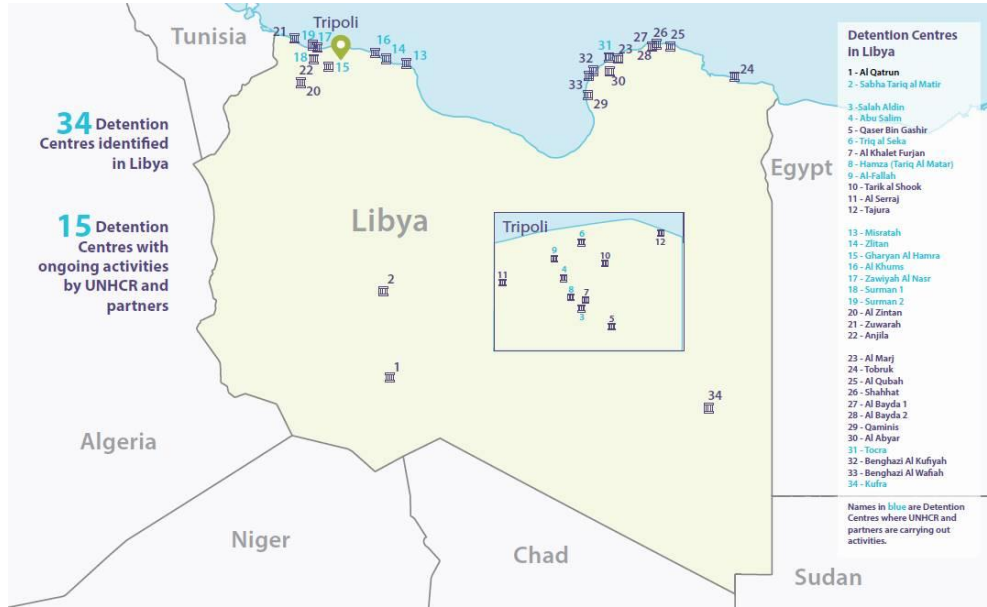 Tunisia
Tripoli
21
19
17
18
22
20
15
16
14
13
27
26
25
28
31
23
32
30
33
29
24
34 Detention
Centres identified
in Libya
15 Detention
Centres with
ongoing activities
by UNHCR and
partners
Libya
Egypt
Tripoli
6
12
9
10
4
11
8
7
3
5
2
1
34
Algeria
Niger
Chad
Sudan
Detention Centres
in Libya
1 - Al Qatrun
2 - Sabha Tariq al Matir
3 -Salah Aldin
4 - Abu Salim
5 - Qaser Bin Gashir
6 - Triq al Seka
7 - Al Khalet Furjan
8 - Hamza (Tariq Al Matar)
9 - Al-Fallah
10 - Tarik al Shook
11 - Al Serraj
12 - Tajura
13 - Misratah
14 - Zlitan
15 - Gharyan Al Hamra
16 - Al Khums
17 - Zawiyah Al Nasr
18 - Surman 1
19 - Surman 2
20 - Al Zintan
21 - Zuwarah
22 - Anjila
23 - Al Marj
24 - Tobruk
25 - Al Qubah
26 - Shahhat
27 - Al Bayda 1
28 - Al Bayda 2
29 - Qaminis
30 - Al Abyar
31 - Tocra
32 - Benghazi Al Kufiyah
33 - Benghazi Al Wafiah
34 - Kufra
Names in blue are Detention
Centres where UNHCR and
partners are carrying out
activities.